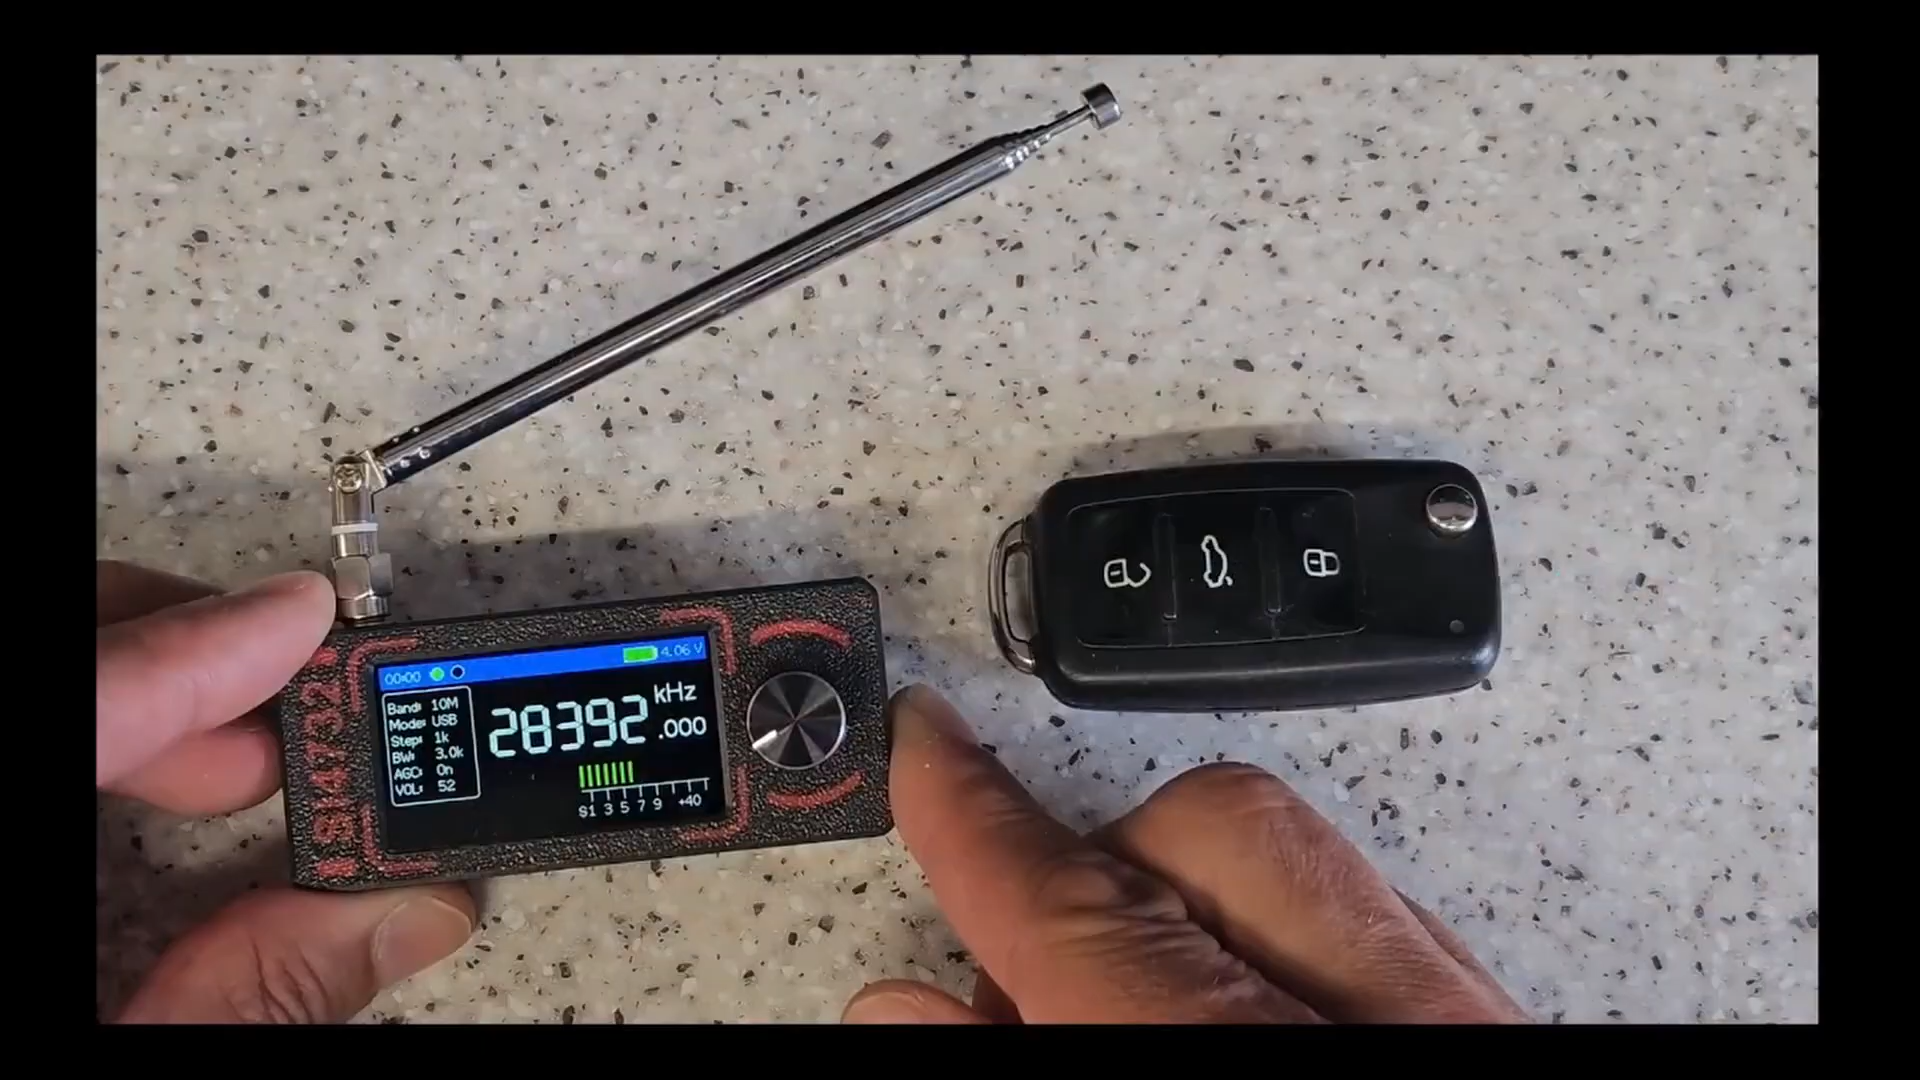 SI4732
00:00 4.06 V
Band: 10M
Mode: USB
Step: 1k
BW: 3.0k
AGC: On
VOL: 52
28392.000 kHz
S1 3 5 7 9 +40